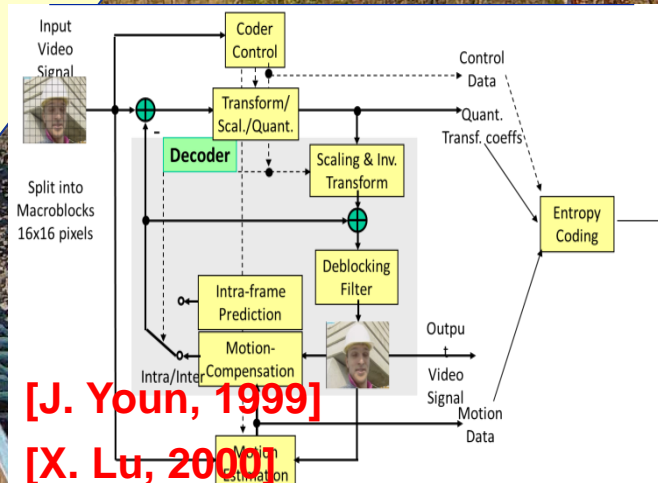 Input
Video
Signal
Coder
Control
Control
Data
Transform/
Scal./Quant.
Quant.
Transf. coeffs
-
Decoder
Scaling & Inv.
Transform
Split into
Macroblocks
16x16 pixels
Entropy
Coding
Deblocking
Filter
Intra-frame
Prediction
Motion-
Compensation
Intra/Inter
Outpu
t
Video
Signal
Motion
Data
[J. Youn, 1999]
[X. Lu, 2000]
Motion
Estimation